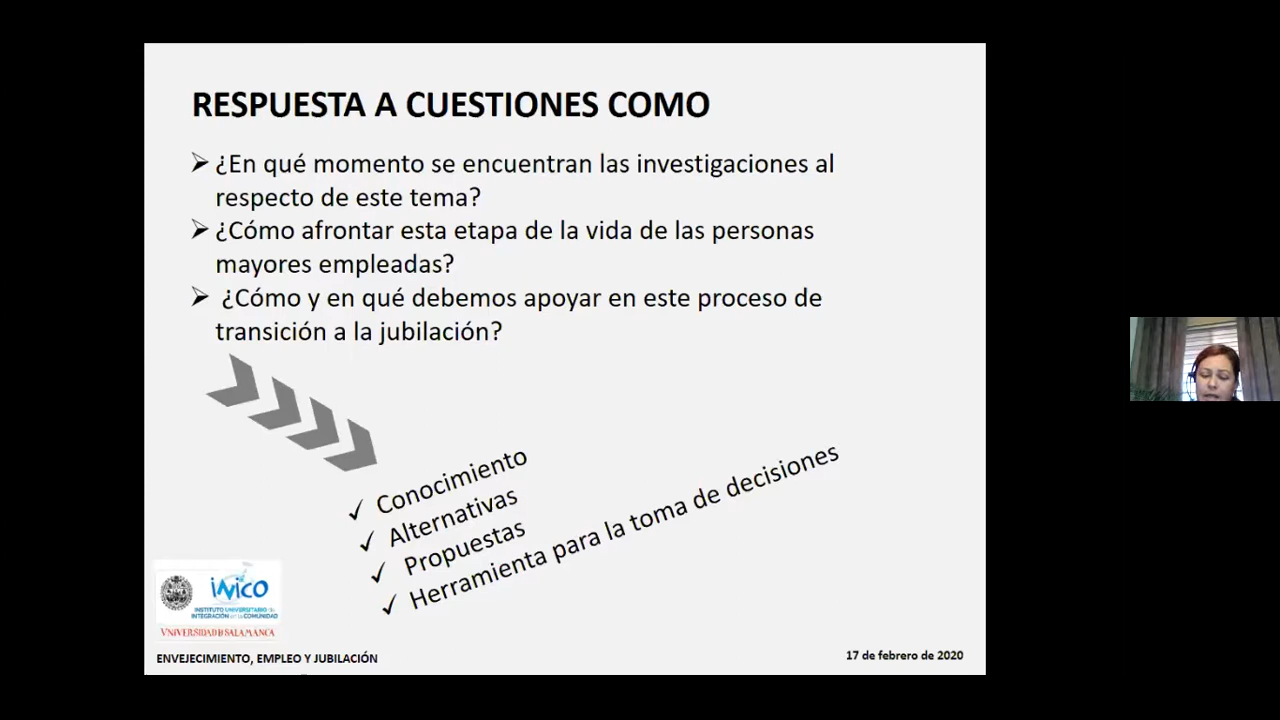 RESPUESTA A CUESTIONES COMO
¿En qué momento se encuentran las investigaciones al
respecto de este tema?
¿Cómo afrontar esta etapa de la vida de las personas
mayores empleadas?
¿Cómo y en qué debemos apoyar en este proceso de
transición a la jubilación?
✓ Conocimiento
✓ Alternativas
✓ Propuestas
✓ Herramienta para la toma de decisiones
iNiCO
INSTITUTO UNIVERSITARIO DE
INTEGRACIÓN EN LA COMUNIDAD
VNiVERSIDAD D SALAMANCA
ENVEJECIMIENTO, EMPLEO Y JUBILACIÓN
17 de febrero de 2020